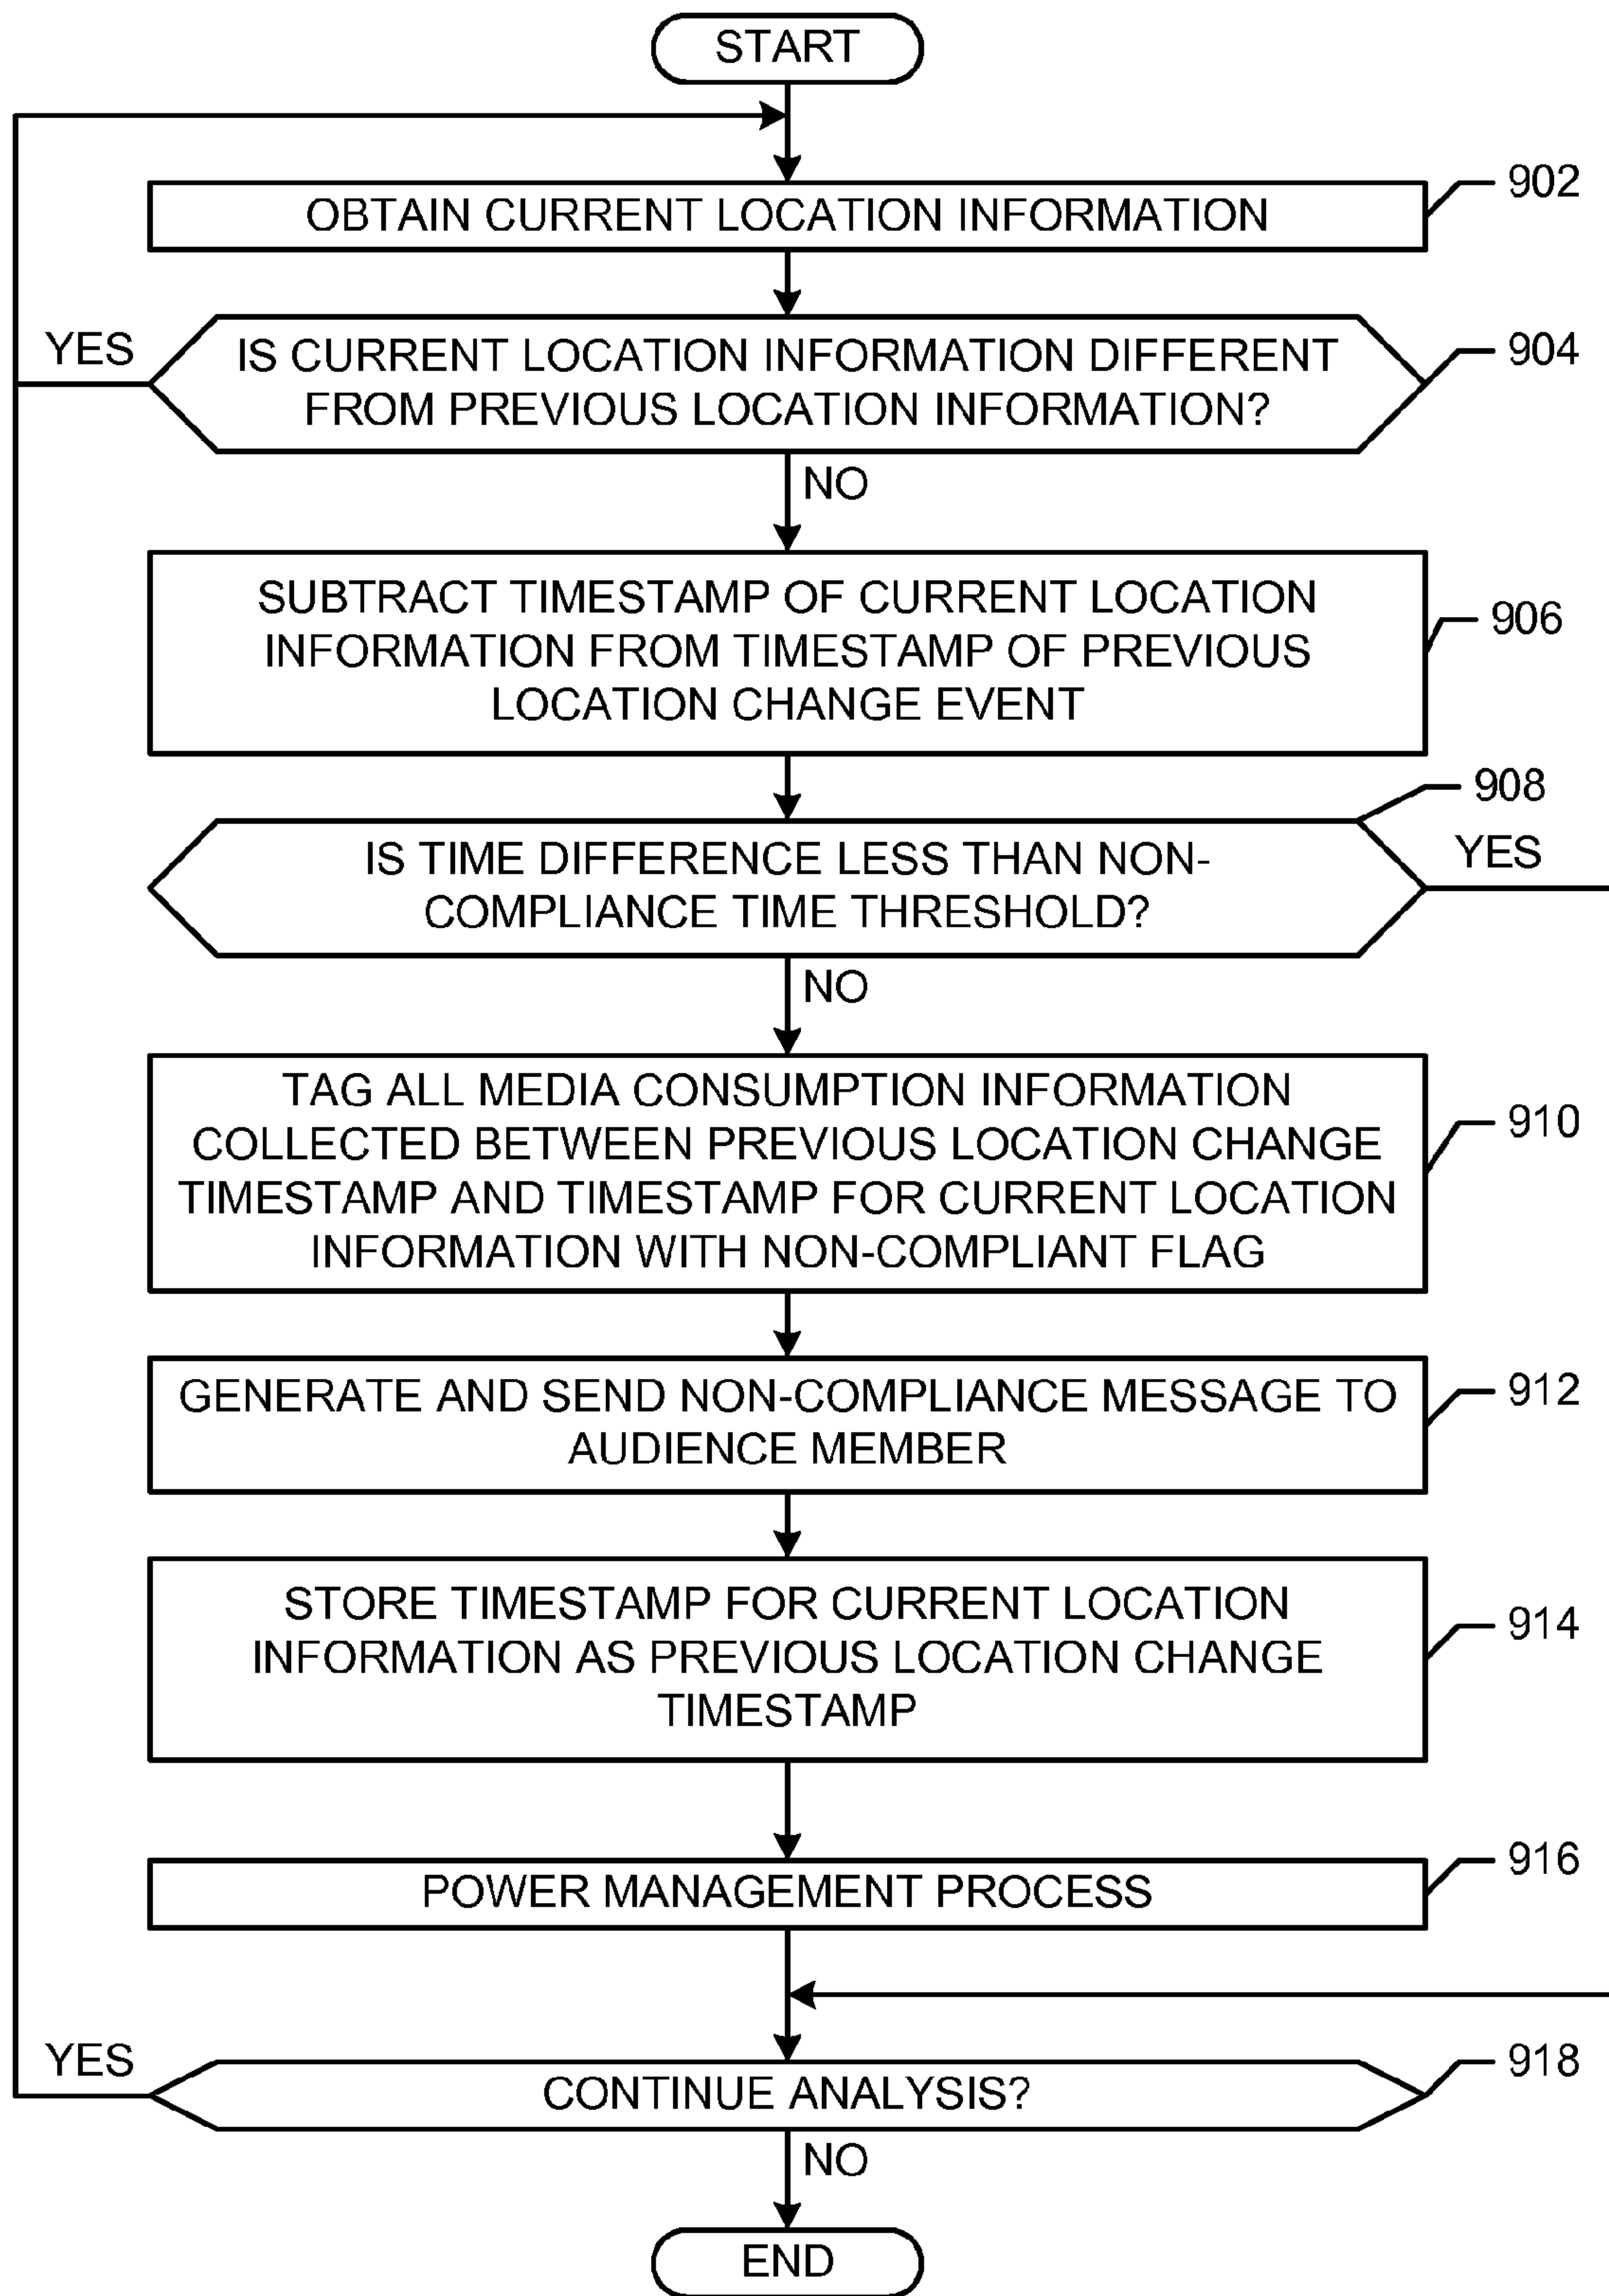 START
OBTAIN CURRENT LOCATION INFORMATION
902
YES
IS CURRENT LOCATION INFORMATION DIFFERENT
FROM PREVIOUS LOCATION INFORMATION?
904
NO
SUBTRACT TIMESTAMP OF CURRENT LOCATION
INFORMATION FROM TIMESTAMP OF PREVIOUS
LOCATION CHANGE EVENT
906
908
IS TIME DIFFERENCE LESS THAN NON-
COMPLIANCE TIME THRESHOLD?
YES
NO
TAG ALL MEDIA CONSUMPTION INFORMATION
COLLECTED BETWEEN PREVIOUS LOCATION CHANGE
TIMESTAMP AND TIMESTAMP FOR CURRENT LOCATION
INFORMATION WITH NON-COMPLIANT FLAG
910
GENERATE AND SEND NON-COMPLIANCE MESSAGE TO
AUDIENCE MEMBER
912
STORE TIMESTAMP FOR CURRENT LOCATION
INFORMATION AS PREVIOUS LOCATION CHANGE
TIMESTAMP
914
POWER MANAGEMENT PROCESS
916
YES
CONTINUE ANALYSIS?
918
NO
END